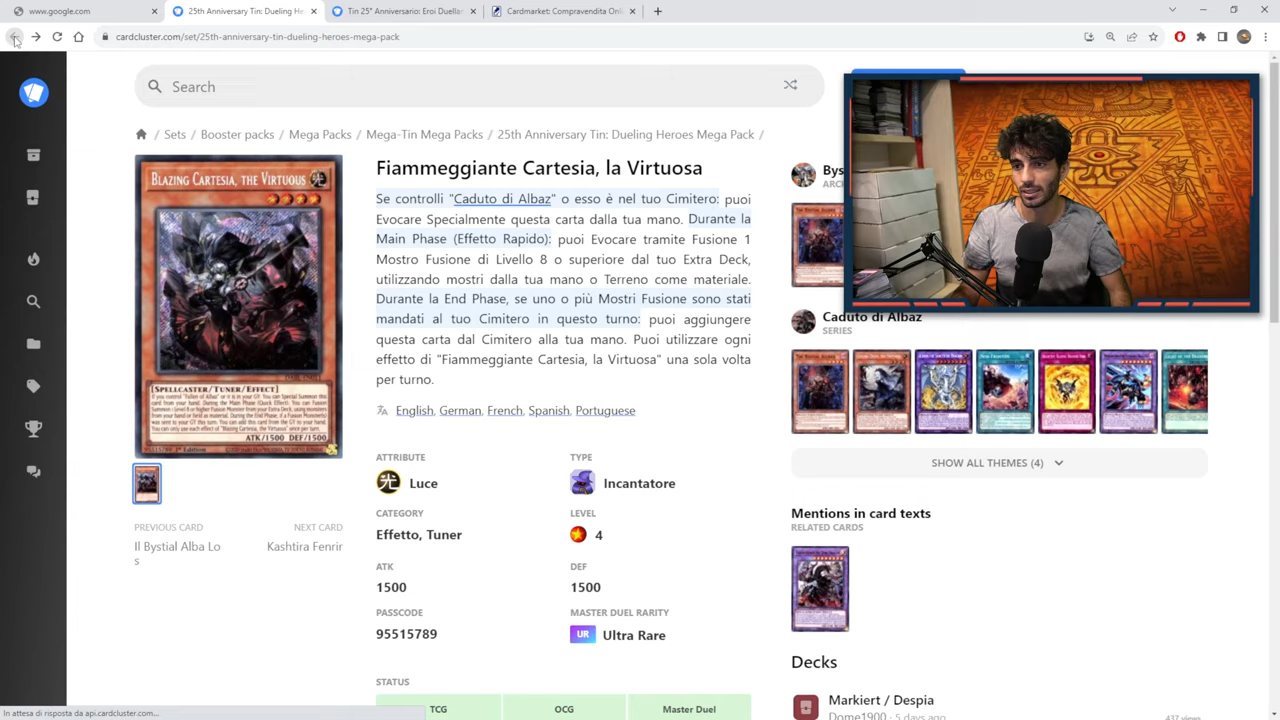 www.google.com
25th Anniversary Tin: Dueling He
Tin 25° Anniversario: Eroi Duellan
Cardmarket: Compravendita Onl
cardcluster.com/set/25th-anniversary-tin-dueling-heroes-mega-pack
Search
/ Sets / Booster packs / Mega Packs / Mega-Tin Mega Packs / 25th Anniversary Tin: Dueling Heroes Mega Pack /
BLAZING CARTESIA, THE VIRTUOUS
[SPELLCASTER/TUNER/EFFECT]
ATK/1500 DEF/1500
95515789 1st Edition
PREVIOUS CARD
Il Bystial Alba Lo
s
NEXT CARD
Kashtira Fenrir
Fiammeggiante Cartesia, la Virtuosa
Se controlli "Caduto di Albaz" o esso è nel tuo Cimitero: puoi
Evocare Specialmente questa carta dalla tua mano. Durante la
Main Phase (Effetto Rapido): puoi Evocare tramite Fusione 1
Mostro Fusione di Livello 8 o superiore dal tuo Extra Deck,
utilizzando mostri dalla tua mano o Terreno come materiale.
Durante la End Phase, se uno o più Mostri Fusione sono stati
mandati al tuo Cimitero in questo turno: puoi aggiungere
questa carta dal Cimitero alla tua mano. Puoi utilizzare ogni
effetto di "Fiammeggiante Cartesia, la Virtuosa" una sola volta
per turno.
English, German, French, Spanish, Portuguese
ATTRIBUTE
Luce
TYPE
Incantatore
CATEGORY
Effetto, Tuner
LEVEL
4
ATK
1500
DEF
1500
PASSCODE
95515789
MASTER DUEL RARITY
UR Ultra Rare
STATUS
TCG
OCG
Master Duel
Bys
ARC
Caduto di Albaz
SERIES
SHOW ALL THEMES (4)
Mentions in card texts
RELATED CARDS
Decks
Markiert / Despia
Dome1900 - 5 days ago
437 views
In attesa di risposta da api.cardcluster.com...